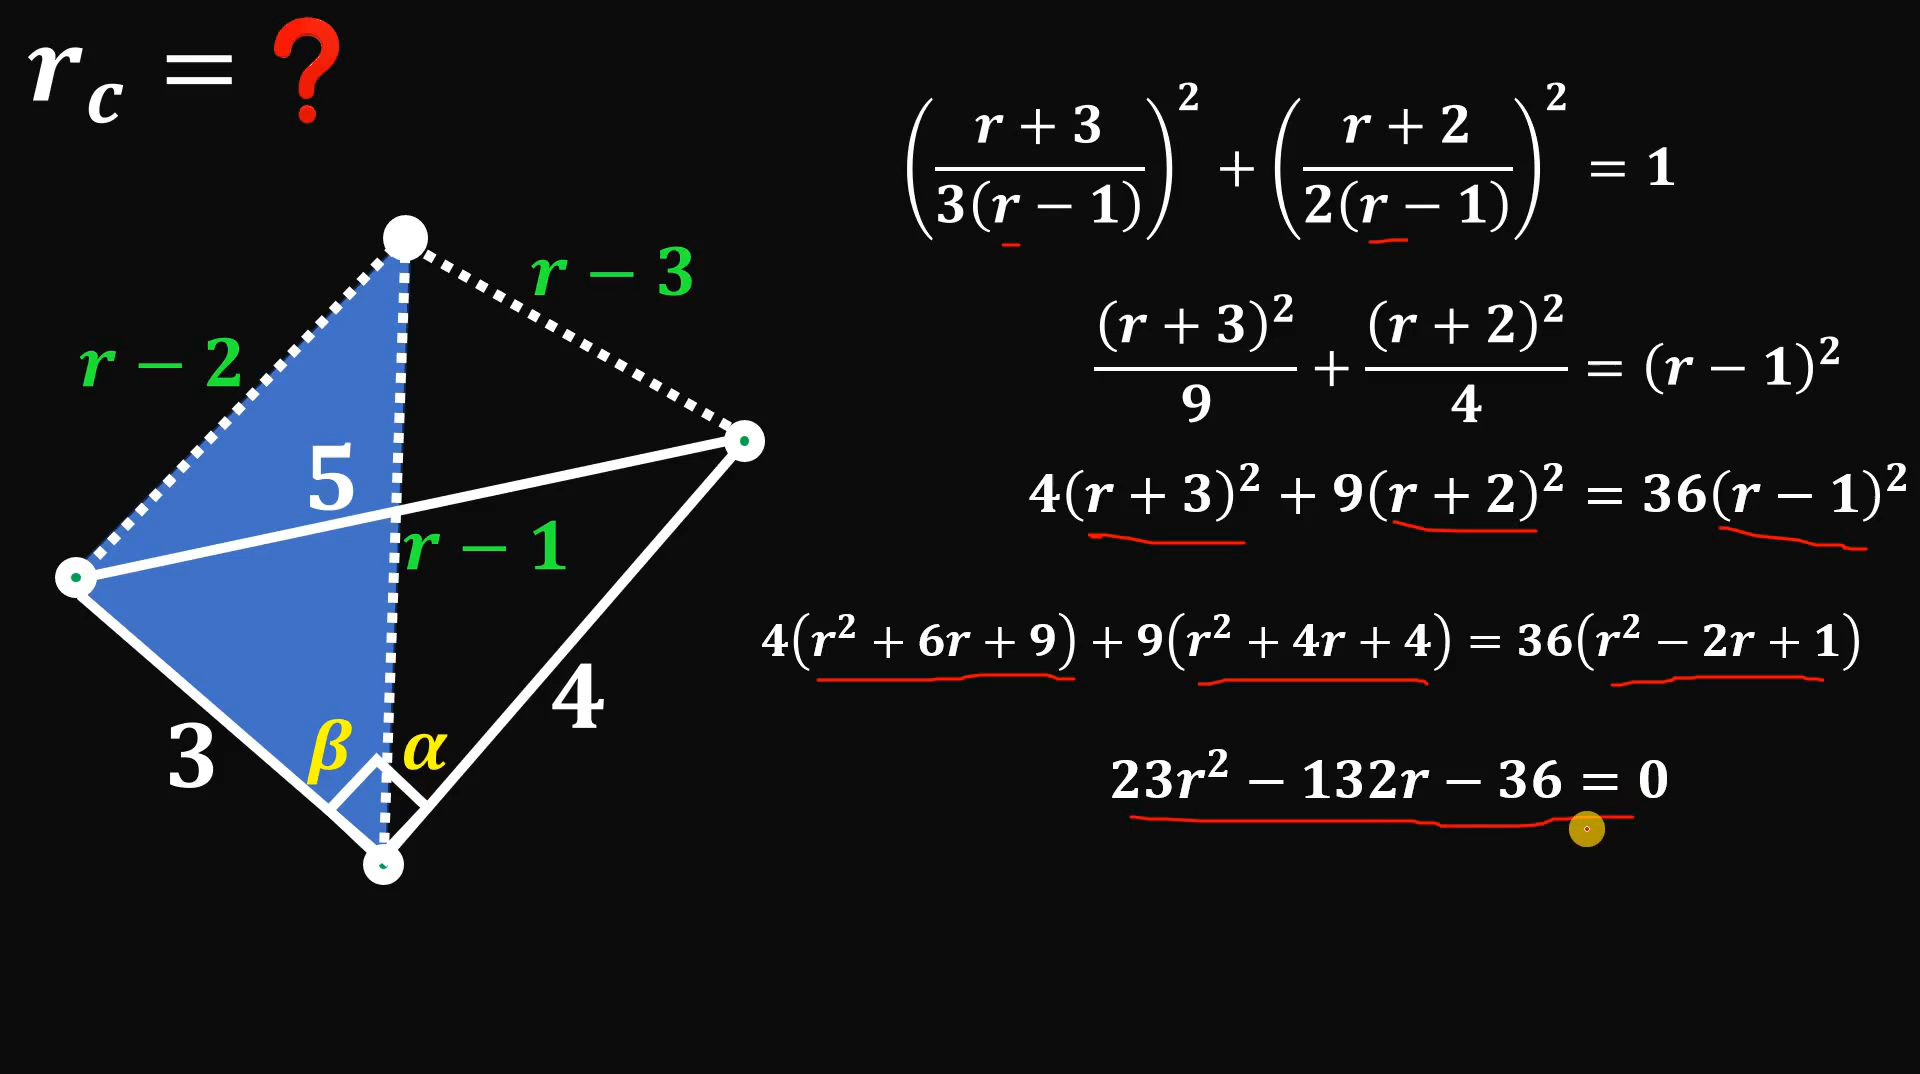 r_c = ❓
r − 2
r − 3
5
r − 1
3
4
β
α
((r + 3)/(3(r − 1)))² + ((r + 2)/(2(r − 1)))² = 1
(r + 3)²/9 + (r + 2)²/4 = (r − 1)²
4(r + 3)² + 9(r + 2)² = 36(r − 1)²
4(r² + 6r + 9) + 9(r² + 4r + 4) = 36(r² − 2r + 1)
23r² − 132r − 36 = 0